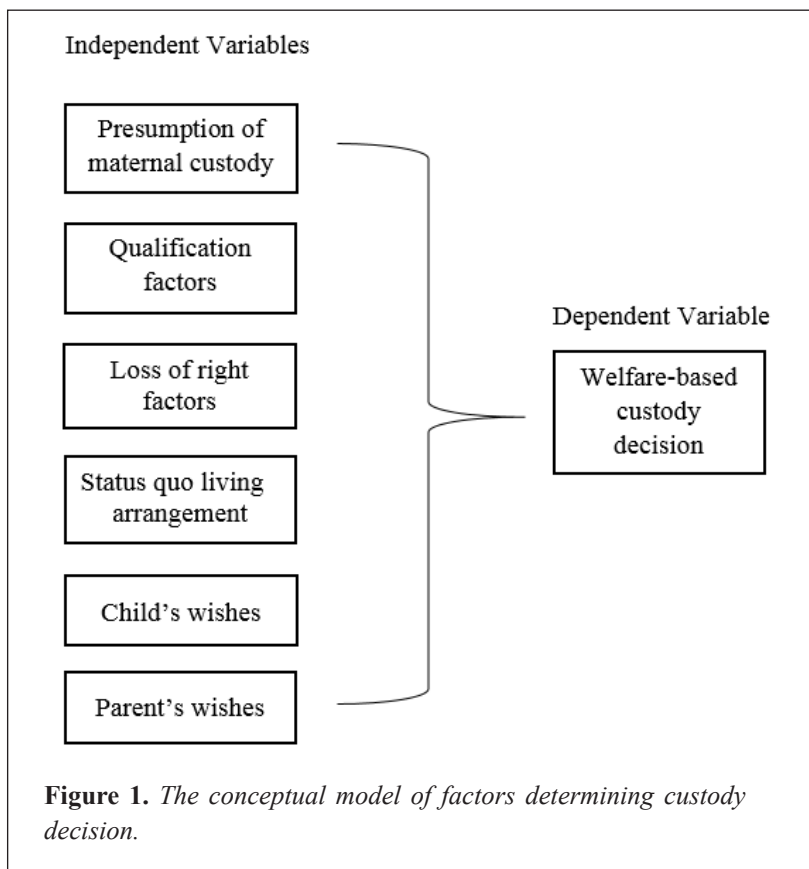 Independent Variables
Presumption of
maternal custody
Qualification
factors
Loss of right
factors
Status quo living
arrangement
Child's wishes
Parent's wishes
Dependent Variable
Welfare-based
custody
decision
Figure 1. The conceptual model of factors determining custody
decision.